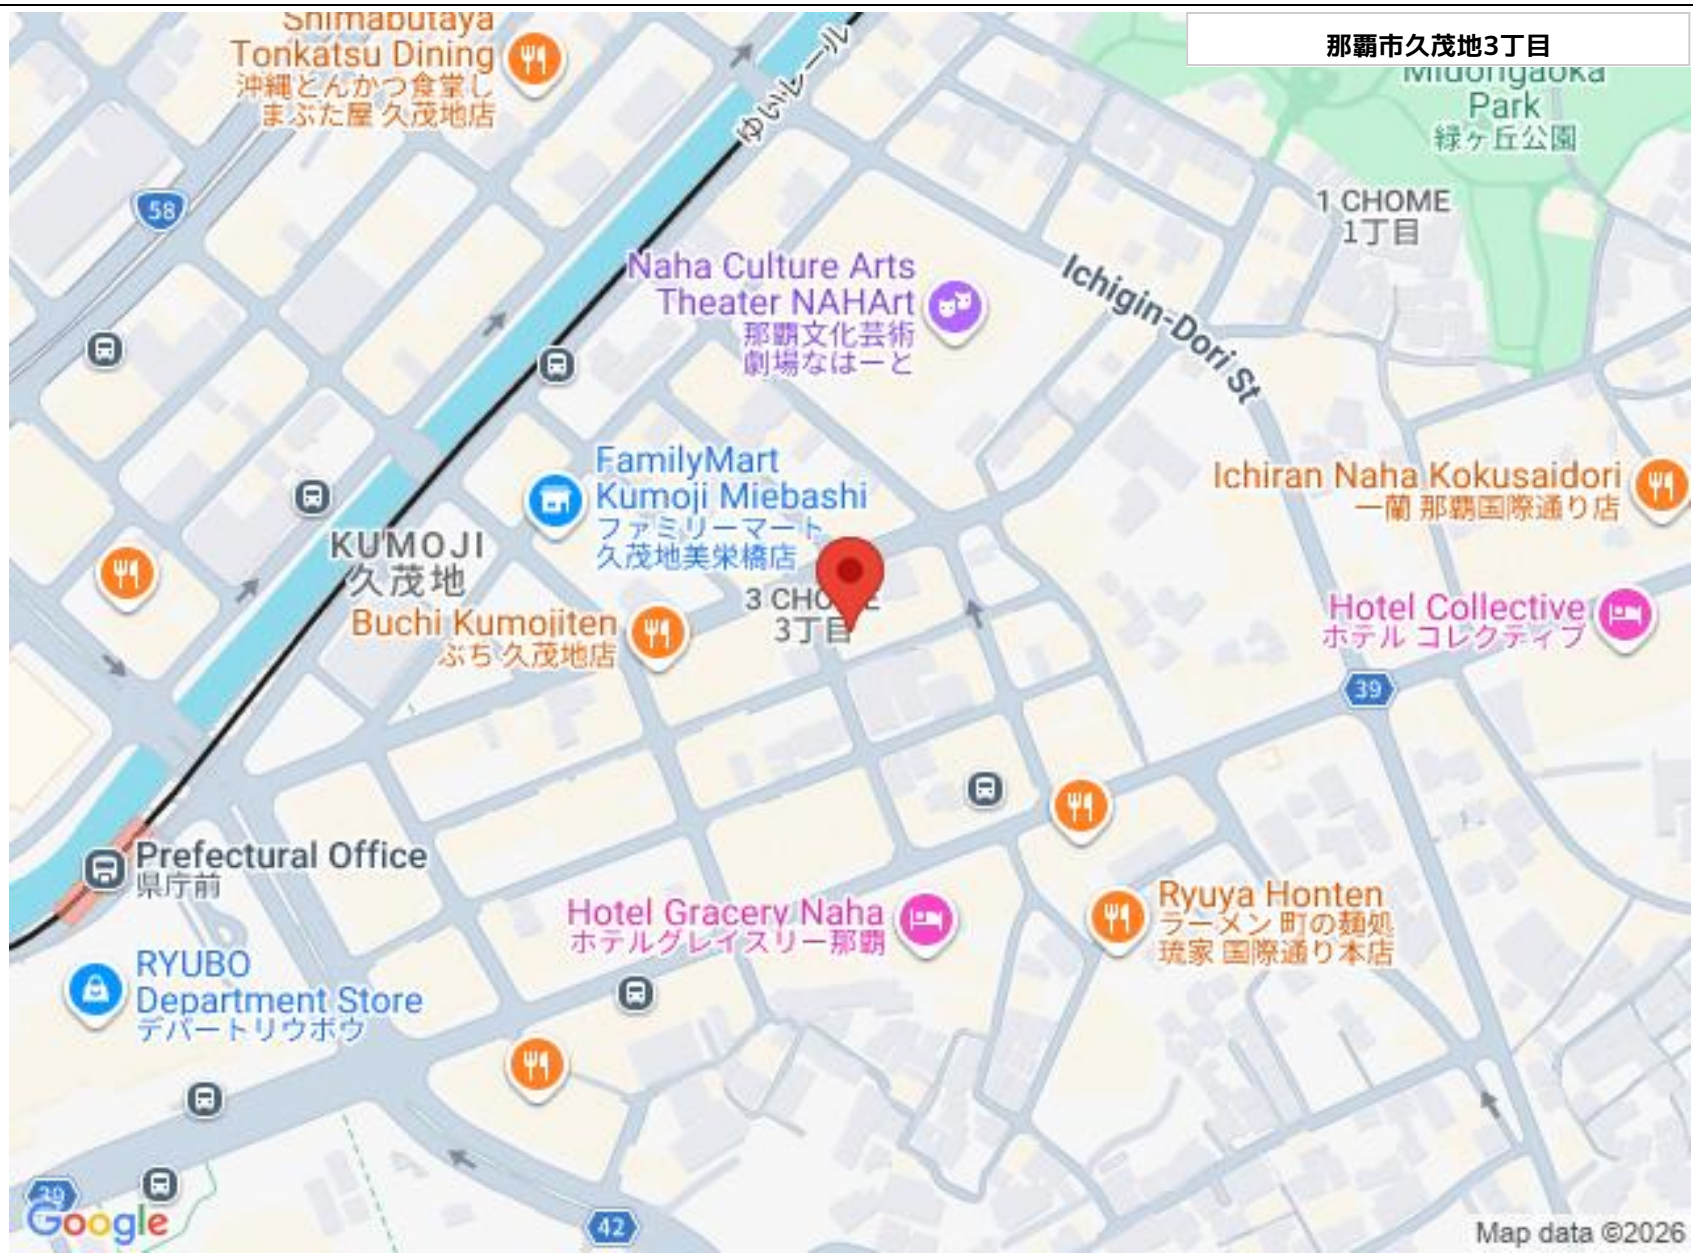 那覇市久茂地3丁目
Shimabutaya
Tonkatsu Dining
沖縄とんかつ食堂し
まぶた屋 久茂地店
ゆいレール
Midorigaoka
Park
緑ヶ丘公園
58
1 CHOME
1丁目
Naha Culture Arts
Theater NAHArt
那覇文化芸術
劇場なはーと
Ichigin-Dori St
FamilyMart
Kumoji Miebashi
ファミリーマート
久茂地美栄橋店
Ichiran Naha Kokusaidori
一蘭 那覇国際通り店
KUMOJI
久茂地
3 CHOME
3丁目
Buchi Kumojiten
ぶち 久茂地店
Hotel Collective
ホテル コレクティブ
39
Prefectural Office
県庁前
Hotel Gracery Naha
ホテルグレイスリー那覇
Ryuya Honten
ラーメン 町の麺処
琉家 国際通り本店
RYUBO
Department Store
デパートリウボウ
39
42
Google
Map data ©2026